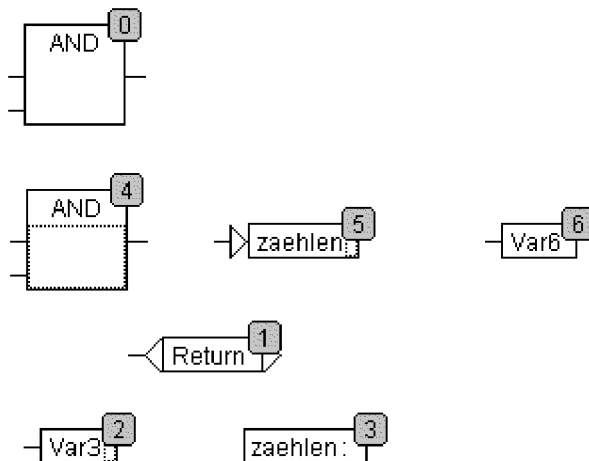 0
AND
4
AND
5
zaehlen
6
Var6
1
Return
2
Var3
3
zaehlen: